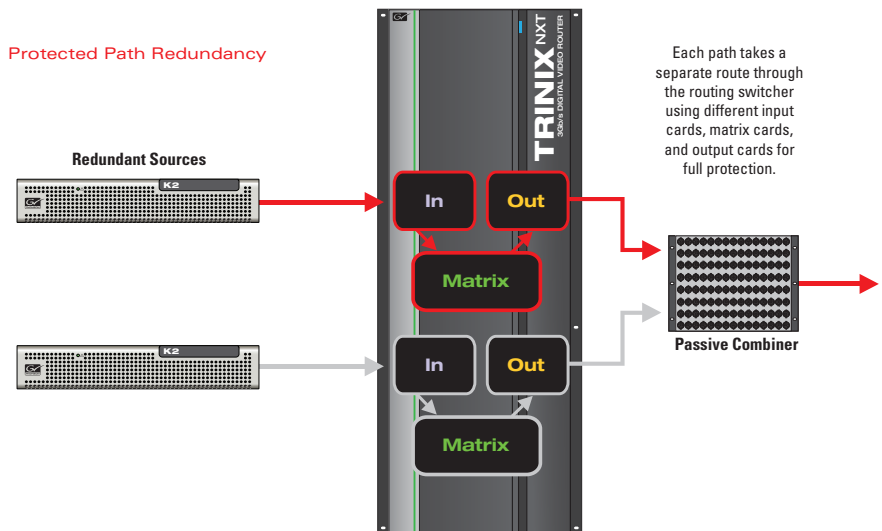 Protected Path Redundancy
Each path takes a
separate route through
the routing switcher
using different input
cards, matrix cards,
and output cards for
full protection.
TRINIX NXT
3Gb/s DIGITAL VIDEO ROUTER
Redundant Sources
K2
In
Out
Matrix
Passive Combiner
K2
In
Out
Matrix